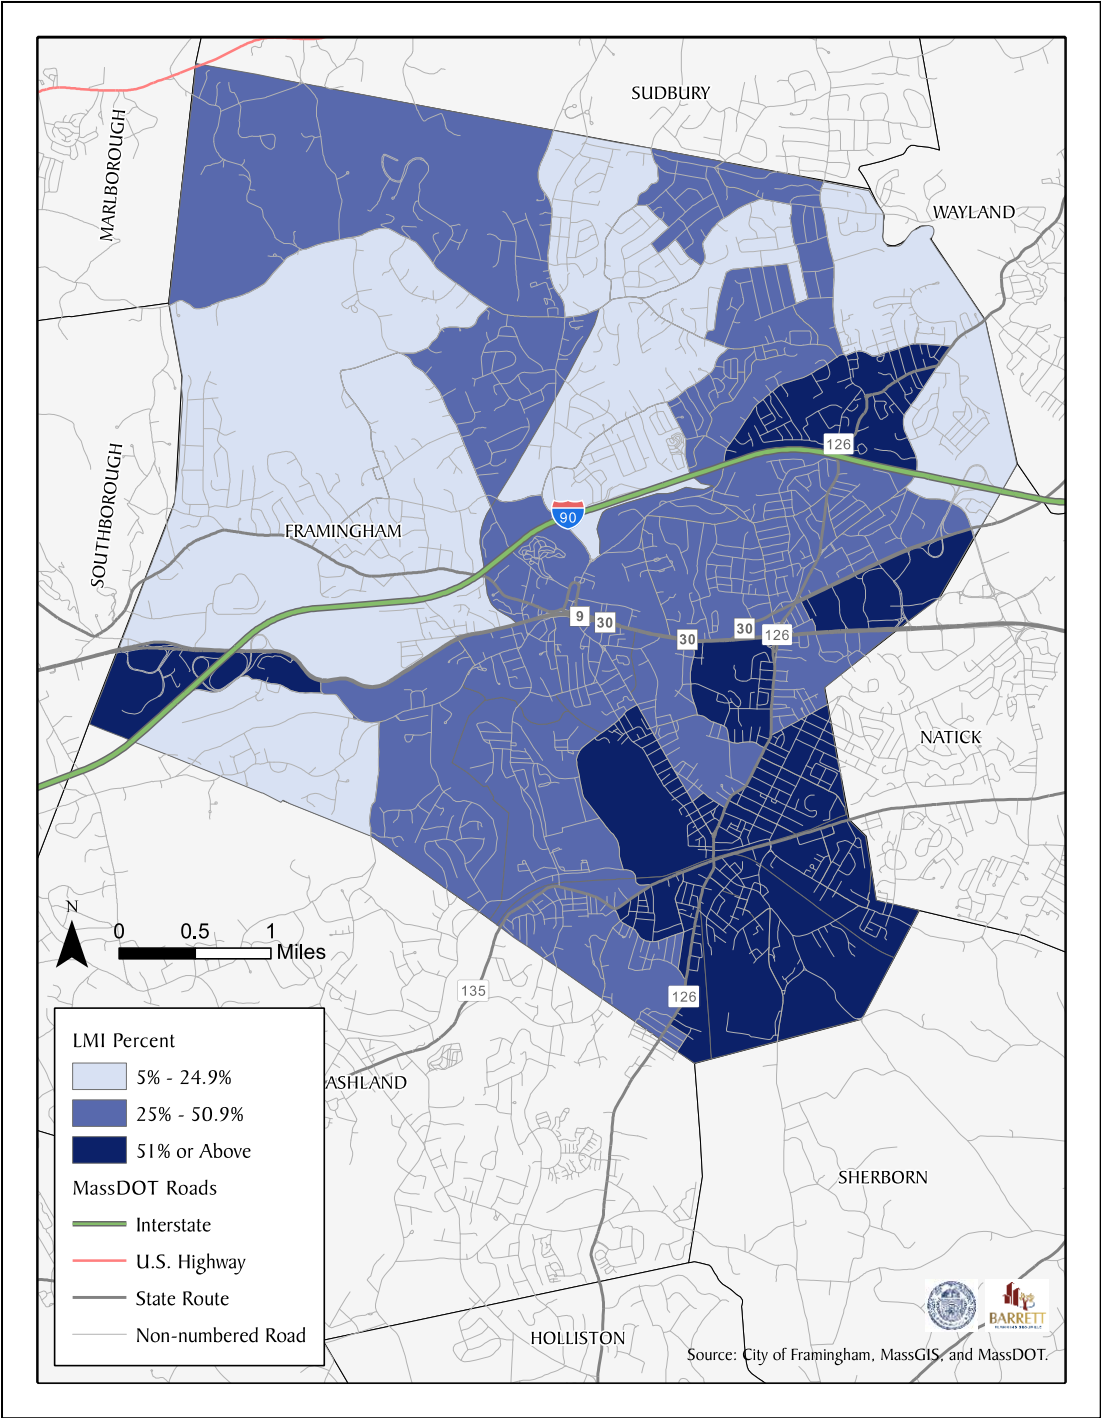 SUDBURY
MARLBOROUGH
WAYLAND
126
SOUTHBOROUGH
FRAMINGHAM
90
9
30
30
30
126
NATICK
N
0 0.5 1
Miles
135
126
LMI Percent
5% - 24.9%
25% - 50.9%
51% or Above
MassDOT Roads
Interstate
U.S. Highway
State Route
Non-numbered Road
ASHLAND
SHERBORN
HOLLISTON
BARRETT
Source: City of Framingham, MassGIS, and MassDOT.